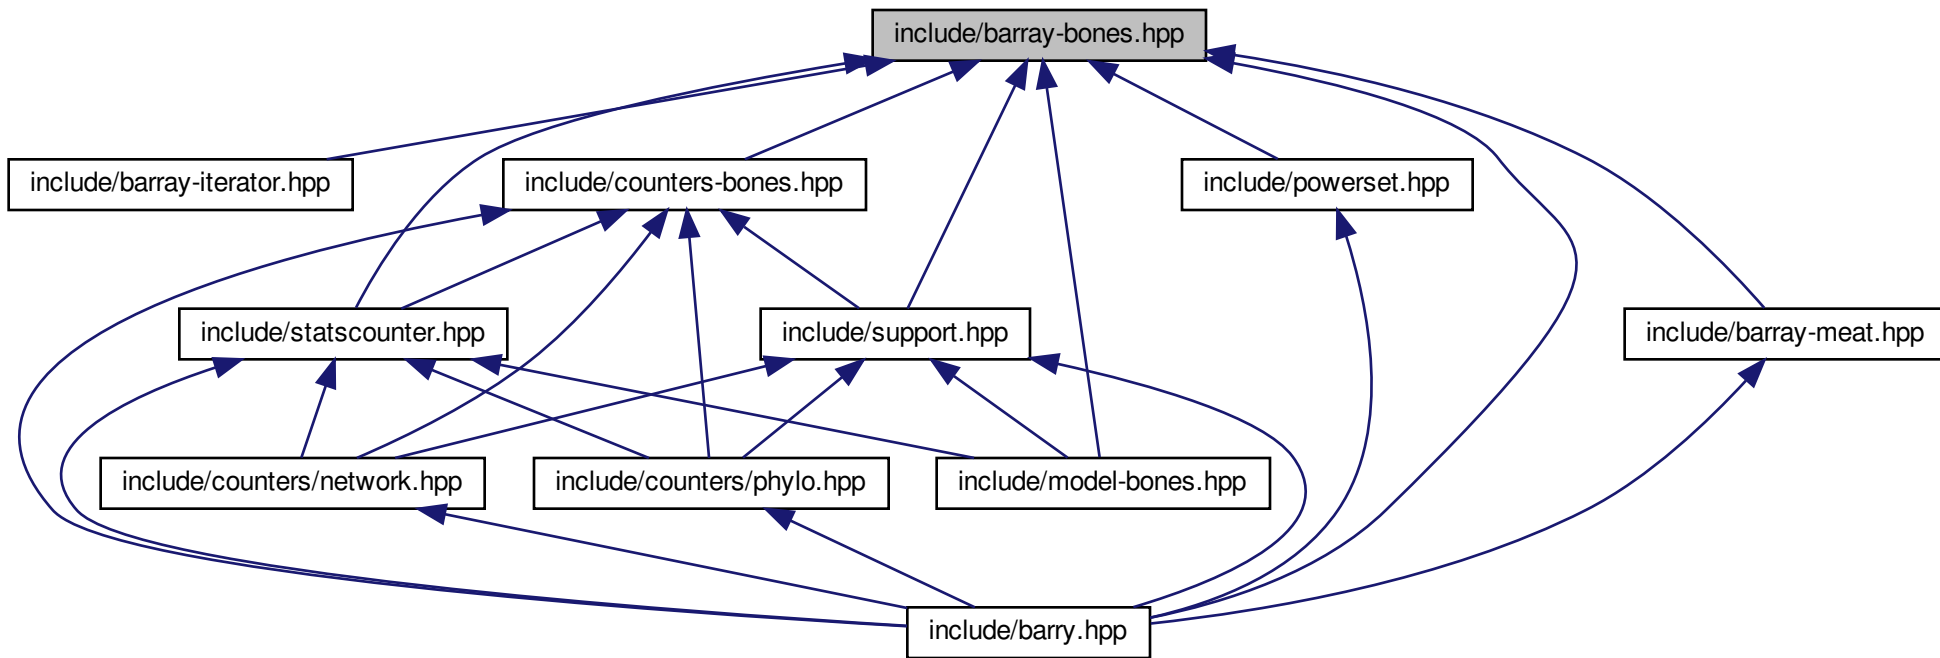 include/barray-bones.hpp
include/barray-iterator.hpp
include/counters-bones.hpp
include/powerset.hpp
include/statscounter.hpp
include/support.hpp
include/barray-meat.hpp
include/counters/network.hpp
include/counters/phylo.hpp
include/model-bones.hpp
include/barry.hpp